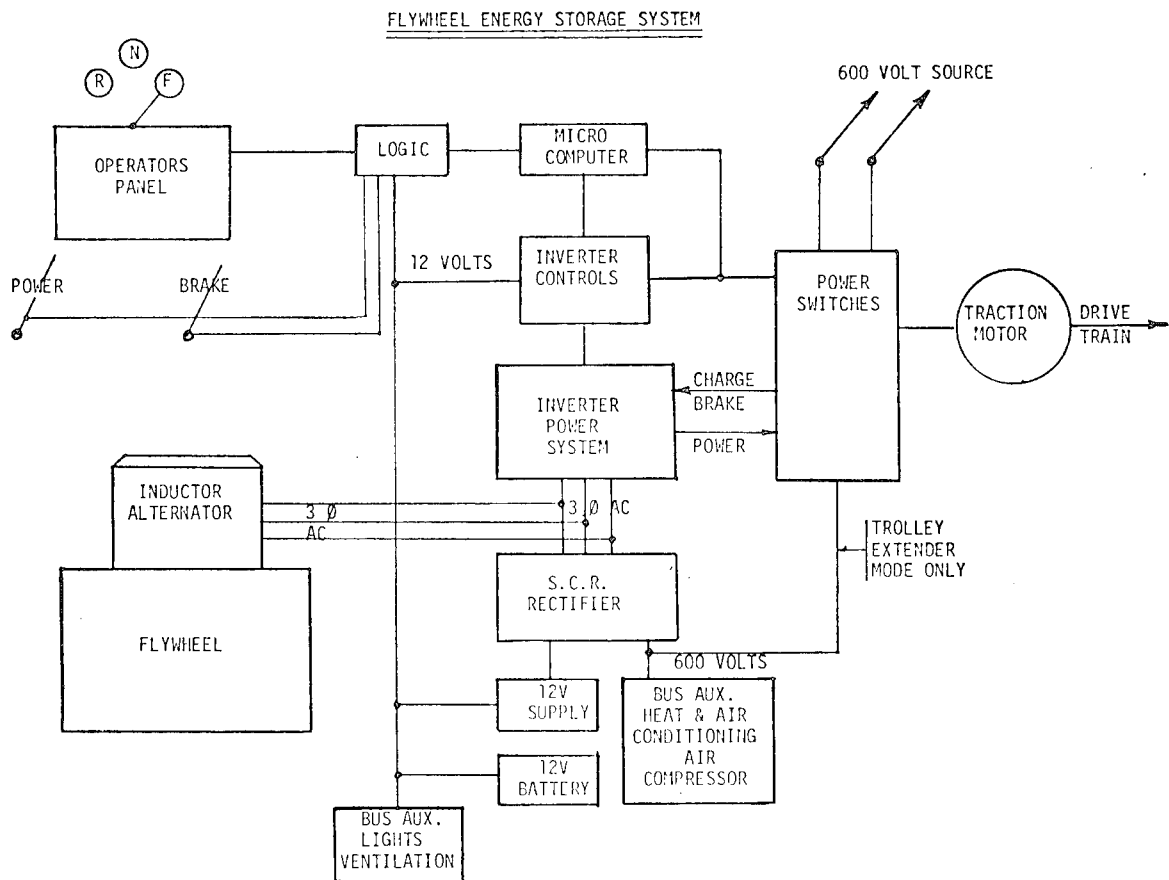 FLYWHEEL ENERGY STORAGE SYSTEM
N
R
F
600 VOLT SOURCE
OPERATORS
PANEL
LOGIC
MICRO
COMPUTER
12 VOLTS
INVERTER
CONTROLS
POWER
SWITCHES
POWER
BRAKE
TRACTION
MOTOR
DRIVE
TRAIN
CHARGE
BRAKE
POWER
INVERTER
POWER
SYSTEM
INDUCTOR
ALTERNATOR
3 Ø
AC
3 Ø AC
TROLLEY
EXTENDER
MODE ONLY
S.C.R.
RECTIFIER
FLYWHEEL
600 VOLTS
12V
SUPPLY
BUS AUX.
HEAT & AIR
CONDITIONING
AIR
COMPRESSOR
12V
BATTERY
BUS AUX.
LIGHTS
VENTILATION